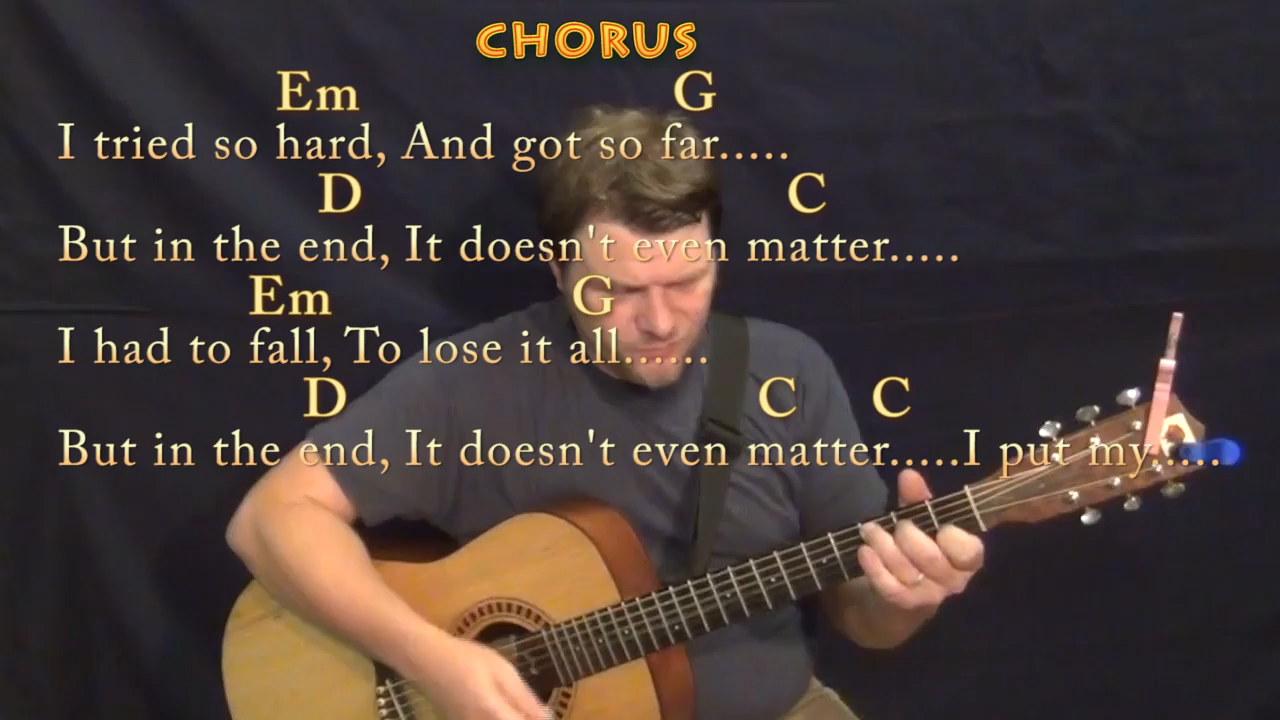 CHORUS
Em G
I tried so hard, And got so far.....
D C
But in the end, It doesn't even matter.....
Em G
I had to fall, To lose it all......
D C C
But in the end, It doesn't even matter.....I put my.....